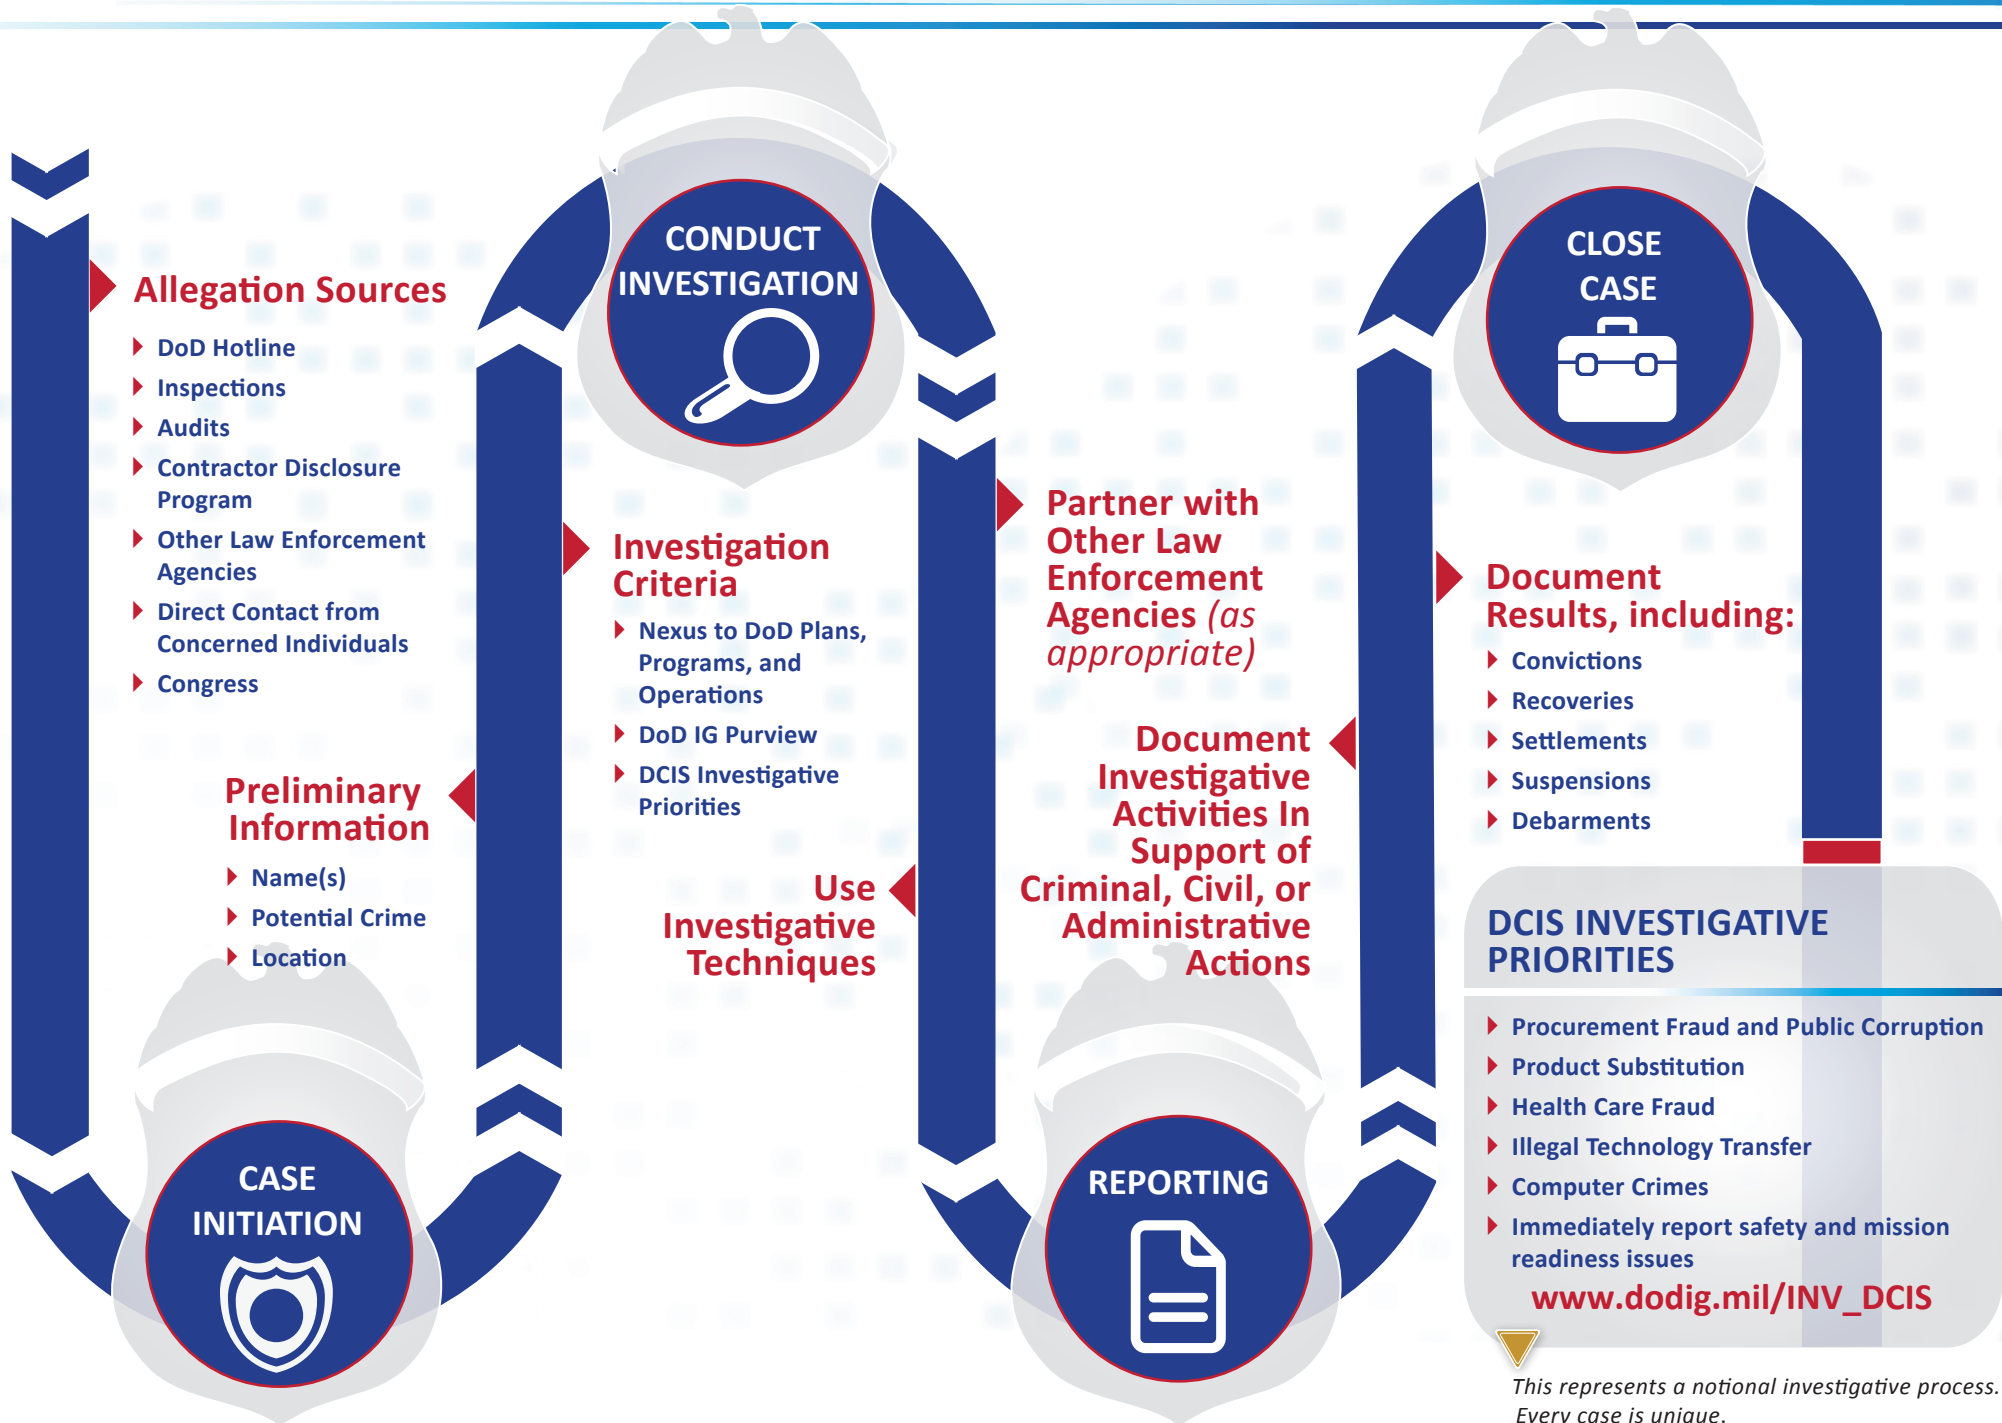 Allegation Sources
DoD Hotline
Inspections
Audits
Contractor Disclosure
Program
Other Law Enforcement
Agencies
Direct Contact from
Concerned Individuals
Congress
Preliminary
Information
Name(s)
Potential Crime
Location
CASE
INITIATION
CONDUCT
INVESTIGATION
Investigation
Criteria
Nexus to DoD Plans,
Programs, and
Operations
DoD IG Purview
DCIS Investigative
Priorities
Use
Investigative
Techniques
Partner with
Other Law
Enforcement
Agencies (as
appropriate)
Document
Investigative
Activities In
Support of
Criminal, Civil, or
Administrative
Actions
REPORTING
CLOSE
CASE
Document
Results, including:
Convictions
Recoveries
Settlements
Suspensions
Debarments
DCIS INVESTIGATIVE
PRIORITIES
Procurement Fraud and Public Corruption
Product Substitution
Health Care Fraud
Illegal Technology Transfer
Computer Crimes
Immediately report safety and mission
readiness issues
www.dodig.mil/INV_DCIS
This represents a notional investigative process.
Every case is unique.